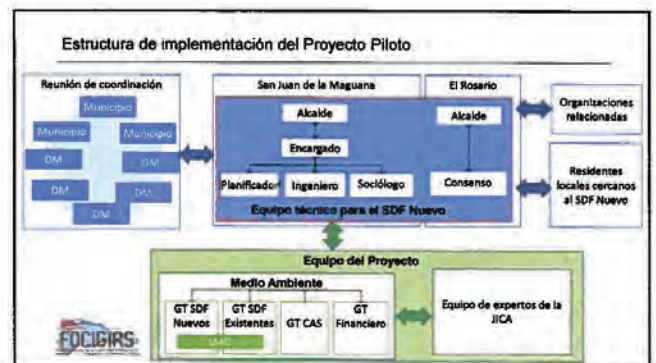 Estructura de implementación del Proyecto Piloto
Reunión de coordinación
Municipio
Municipio
Municipio
DM
DM
DM
DM
DM
San Juan de la Maguana
El Rosario
Alcalde
Encargado
Planificador
Ingeniero
Sociólogo
Alcalde
Consenso
Equipo técnico para el SDF Nuevo
Organizaciones
relacionadas
Residentes
locales cercanos
al SDF Nuevo
Equipo del Proyecto
Medio Ambiente
GT SDF
Nuevos
GT SDF
Existentes
GT CAS
GT
Financiero
Equipo de expertos de la
JICA
FOCIGIRS